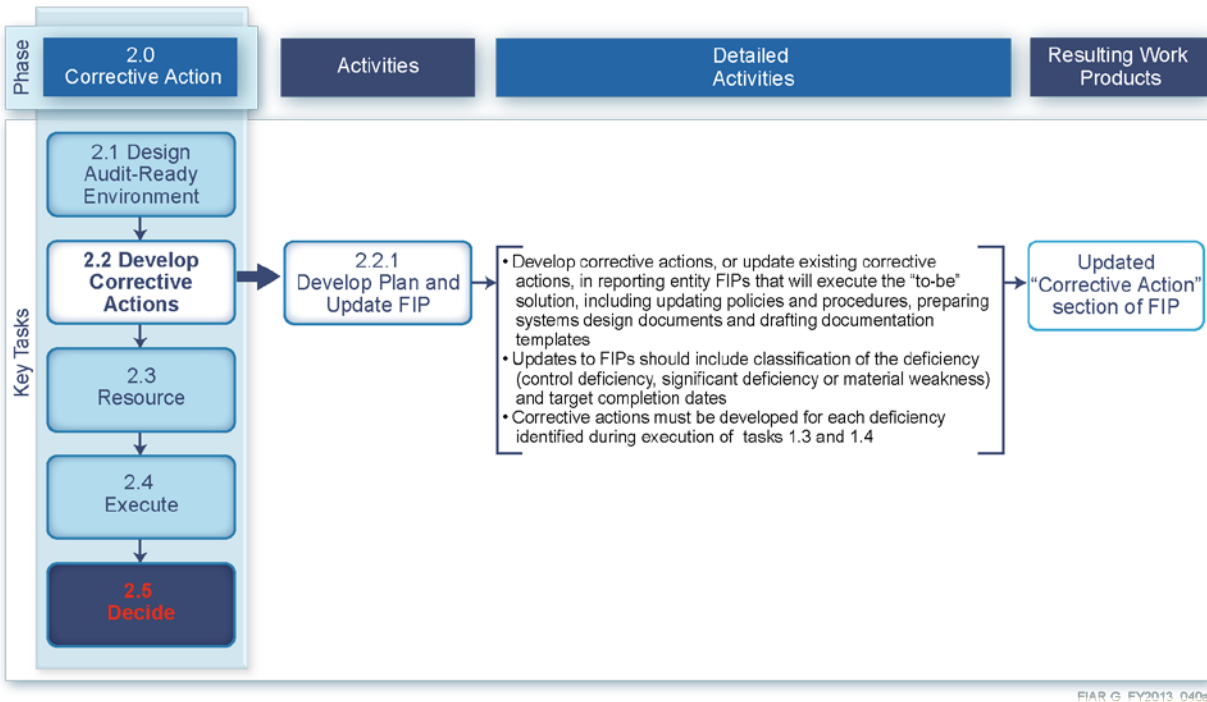 Phase
2.0
Corrective Action
Activities
Detailed
Activities
Resulting Work
Products
Key Tasks
2.1 Design
Audit-Ready
Environment
2.2 Develop
Corrective
Actions
2.3
Resource
2.4
Execute
2.5
Decide
2.2.1
Develop Plan and
Update FIP
• Develop corrective actions, or update existing corrective
actions, in reporting entity FIPs that will execute the “to-be”
solution, including updating policies and procedures, preparing
systems design documents and drafting documentation
templates
• Updates to FIPs should include classification of the deficiency
(control deficiency, significant deficiency or material weakness)
and target completion dates
• Corrective actions must be developed for each deficiency
identified during execution of tasks 1.3 and 1.4
Updated
“Corrective Action”
section of FIP
FIAR G FY2013 040a